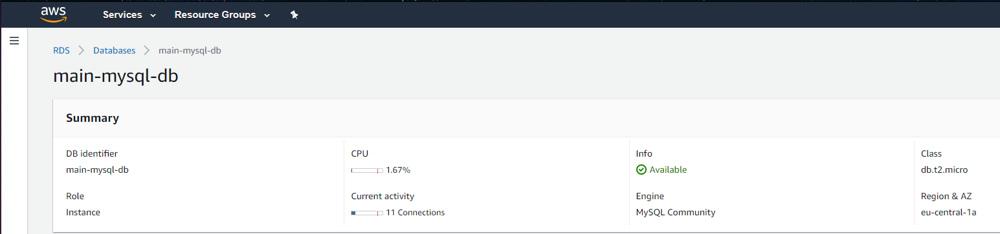 aws Services Resource Groups
RDS Databases main-mysql-db
main-mysql-db
Summary
DB identifier CPU Info Class
main-mysql-db 1.67% Available db.t2.micro
Role Current activity Engine Region & AZ
Instance 11 Connections MySQL Community eu-central-1a